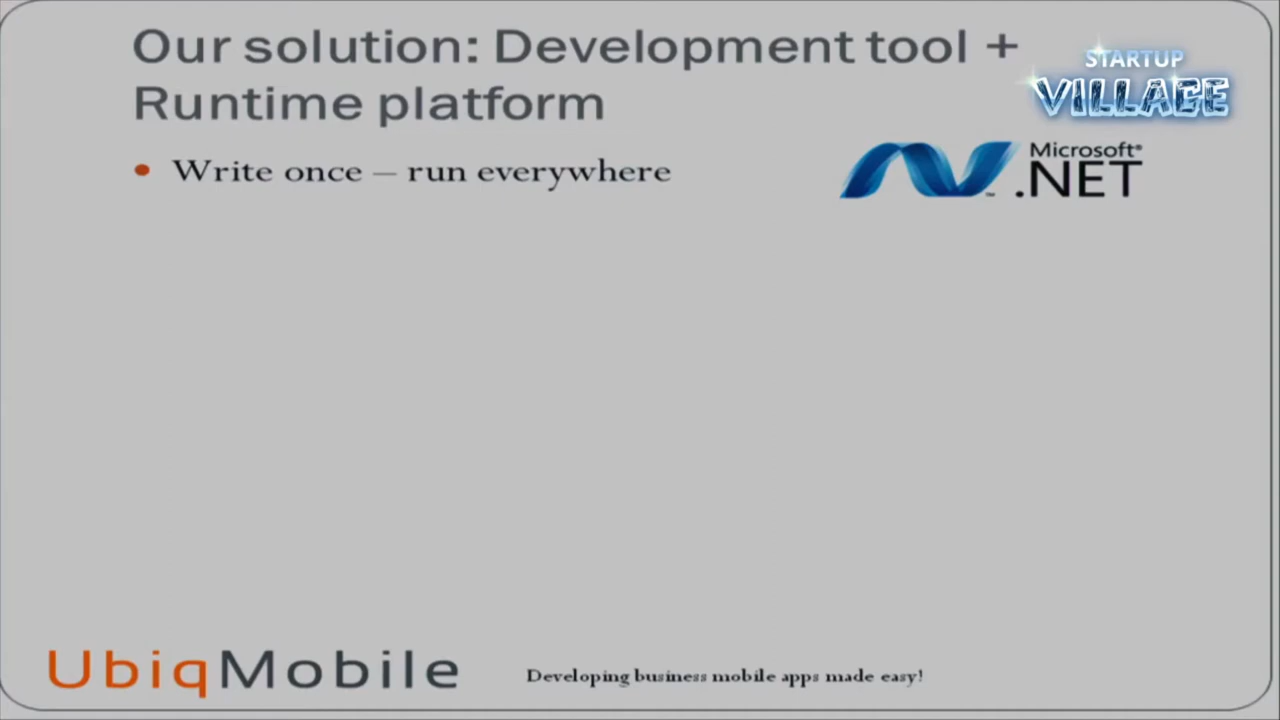 Our solution: Development tool +
Runtime platform
STARTUP
VILLAGE
• Write once – run everywhere
Microsoft®
.NET™
UbiqMobile
Developing business mobile apps made easy!